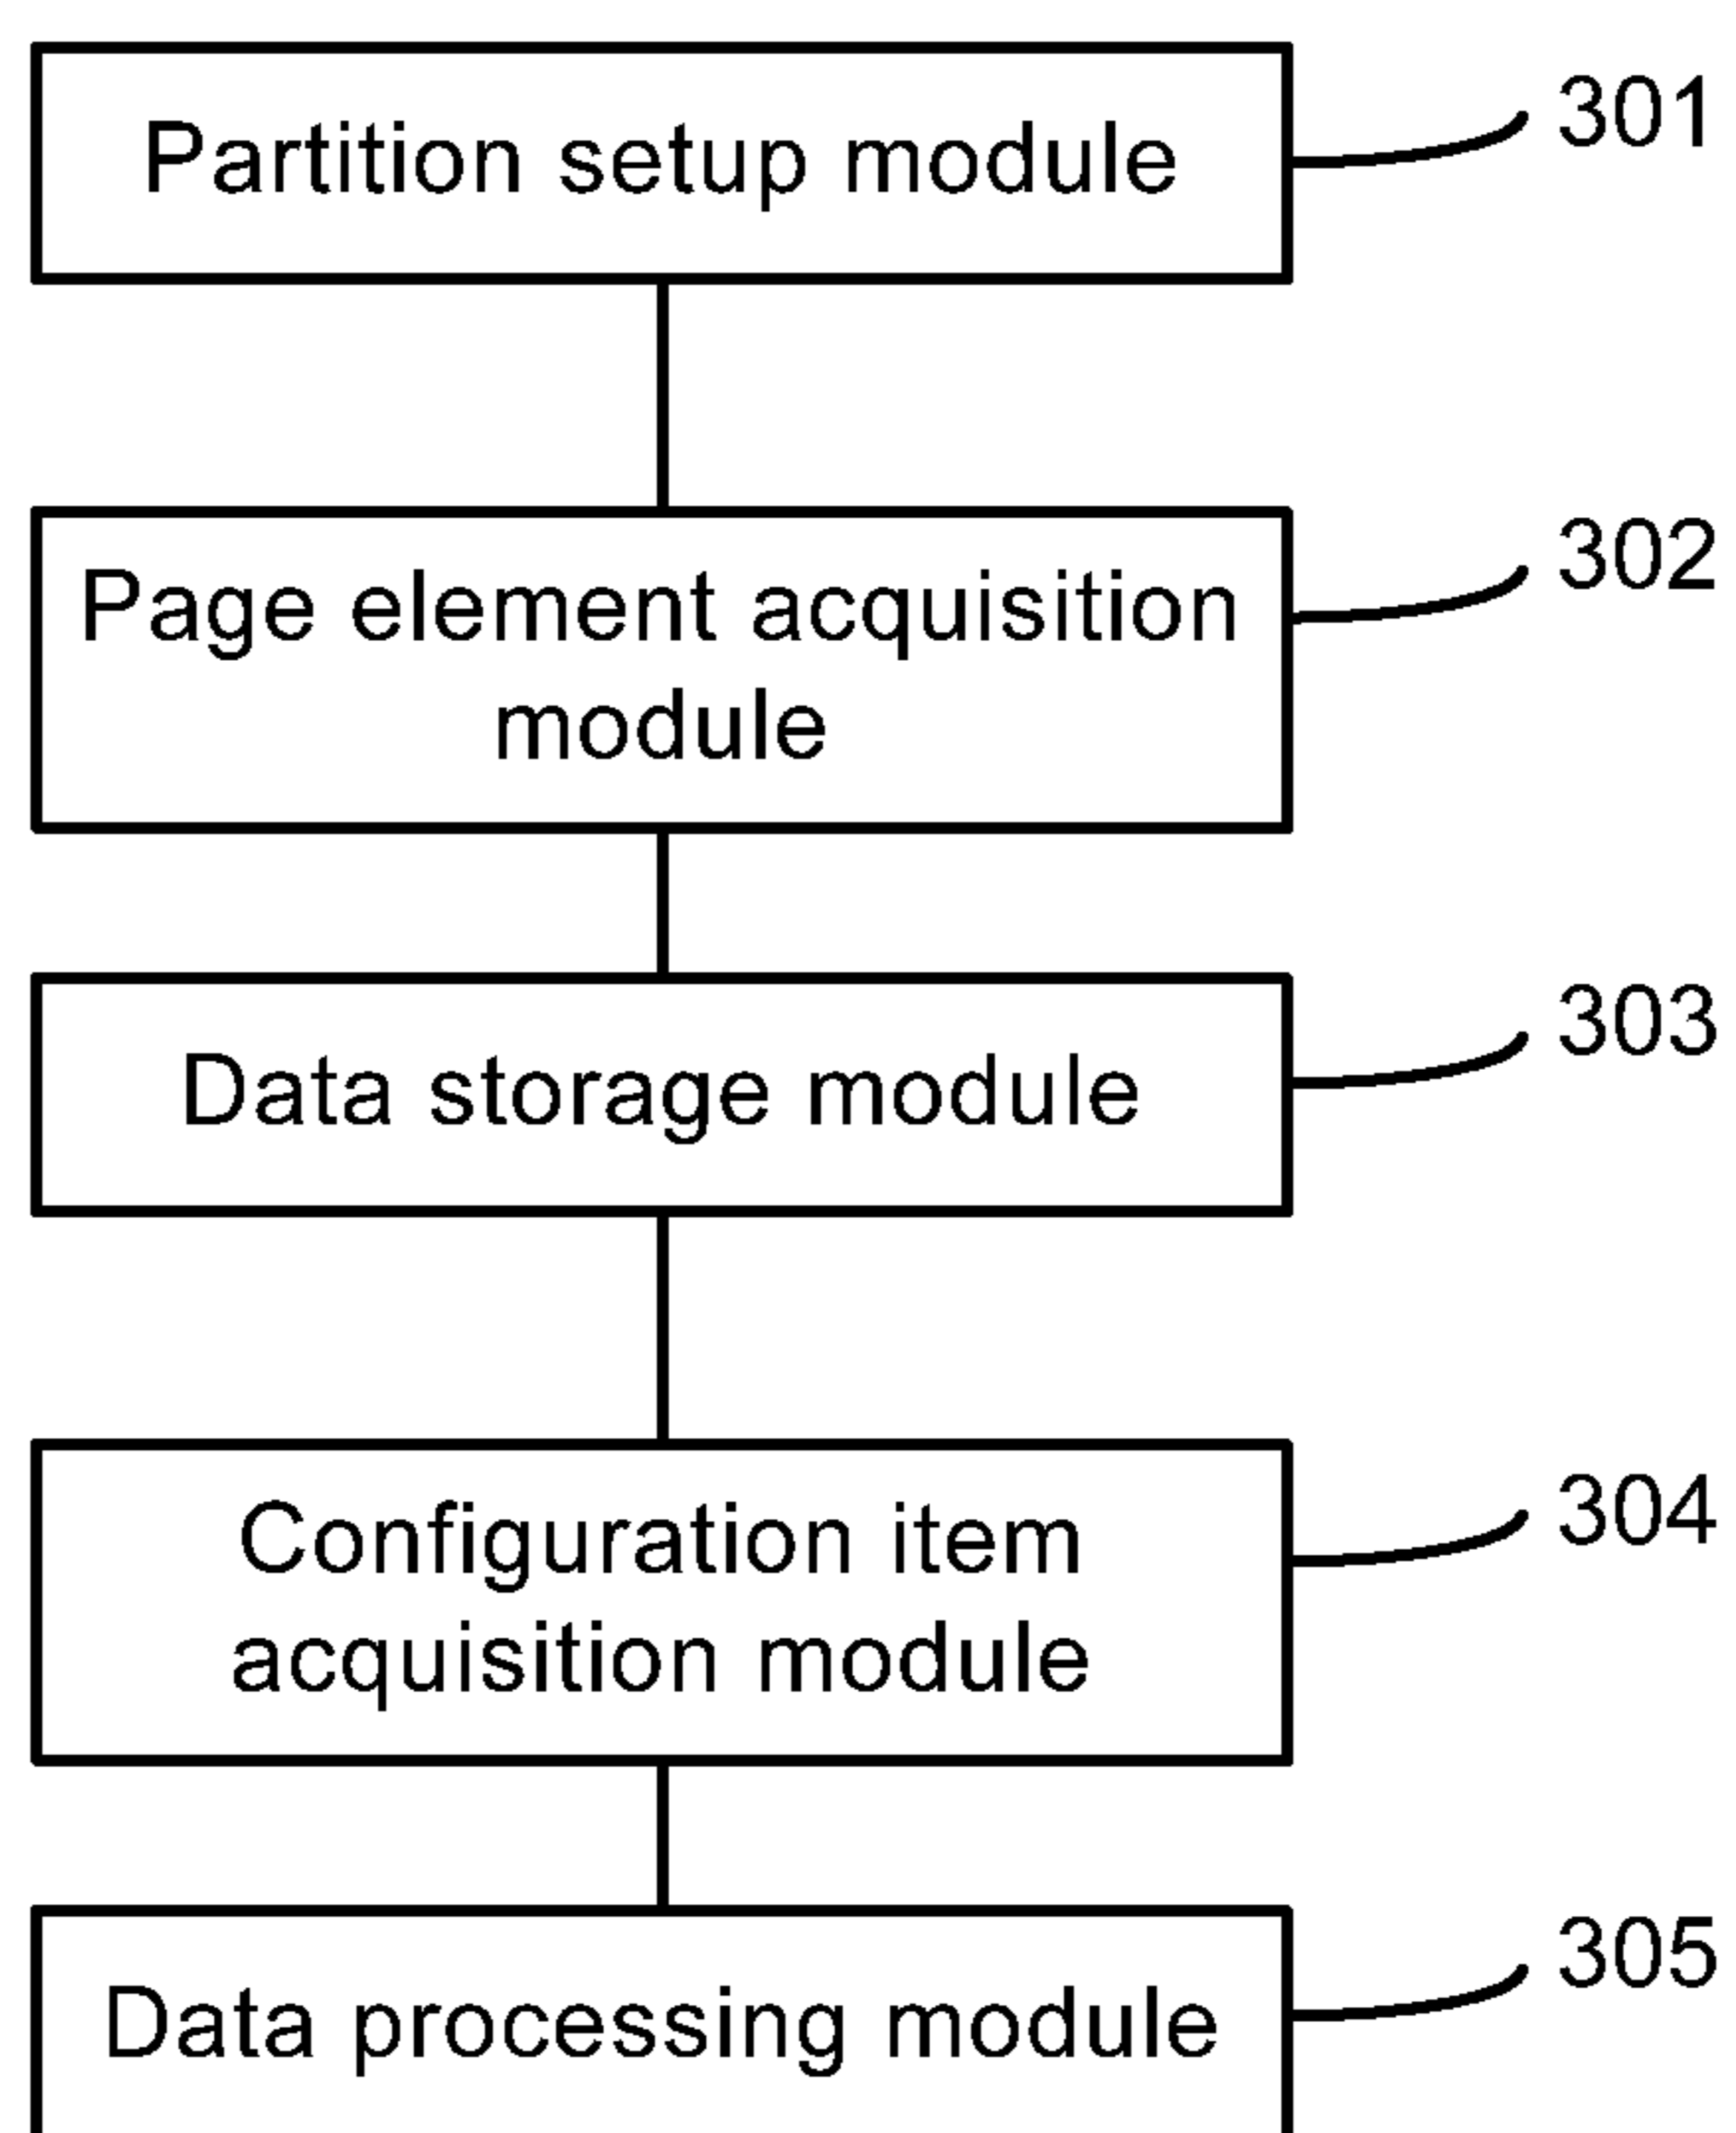 Partition setup module
301
Page element acquisition
module
302
Data storage module
303
Configuration item
acquisition module
304
Data processing module
305